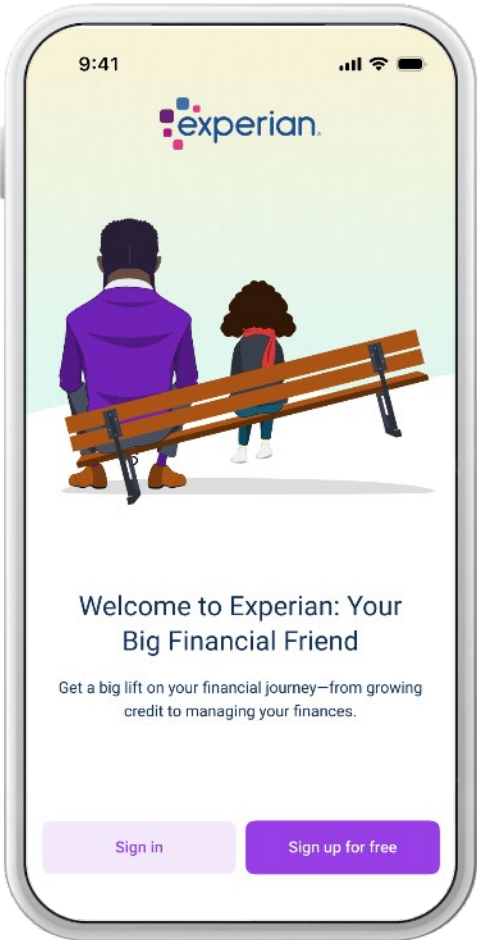 9:41
experian.
Welcome to Experian: Your
Big Financial Friend
Get a big lift on your financial journey—from growing
credit to managing your finances.
Sign in
Sign up for free